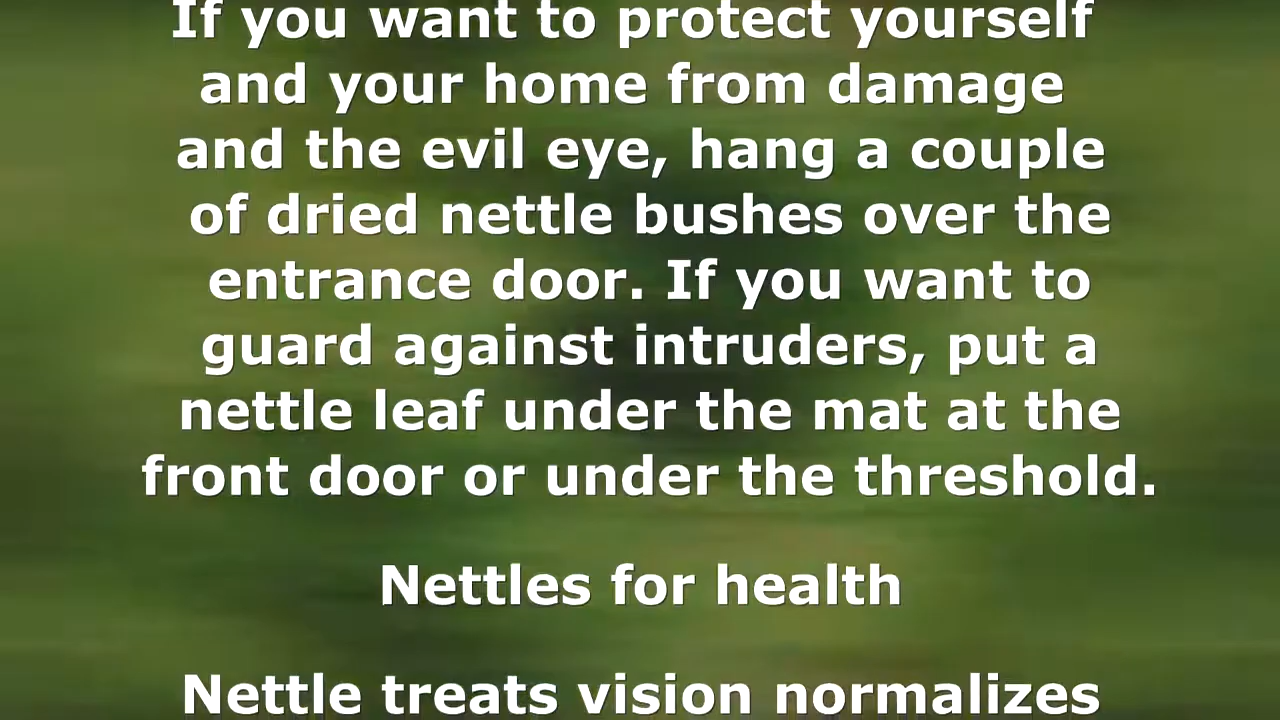 If you want to protect yourself
and your home from damage
and the evil eye, hang a couple
of dried nettle bushes over the
entrance door. If you want to
guard against intruders, put a
nettle leaf under the mat at the
front door or under the threshold.
Nettles for health
Nettle treats vision normalizes